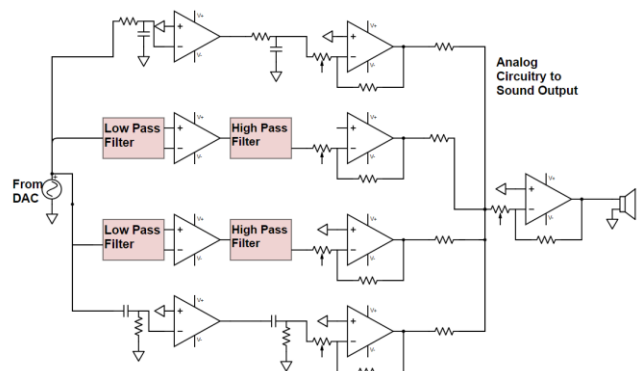 V+
V-
V+
V-
Analog
Circuitry to
Sound Output
Low Pass
Filter
V+
V-
High Pass
Filter
V+
V-
From
DAC
+
V+
V-
Low Pass
Filter
V+
V-
High Pass
Filter
V+
V-
V+
V-
V+
V-